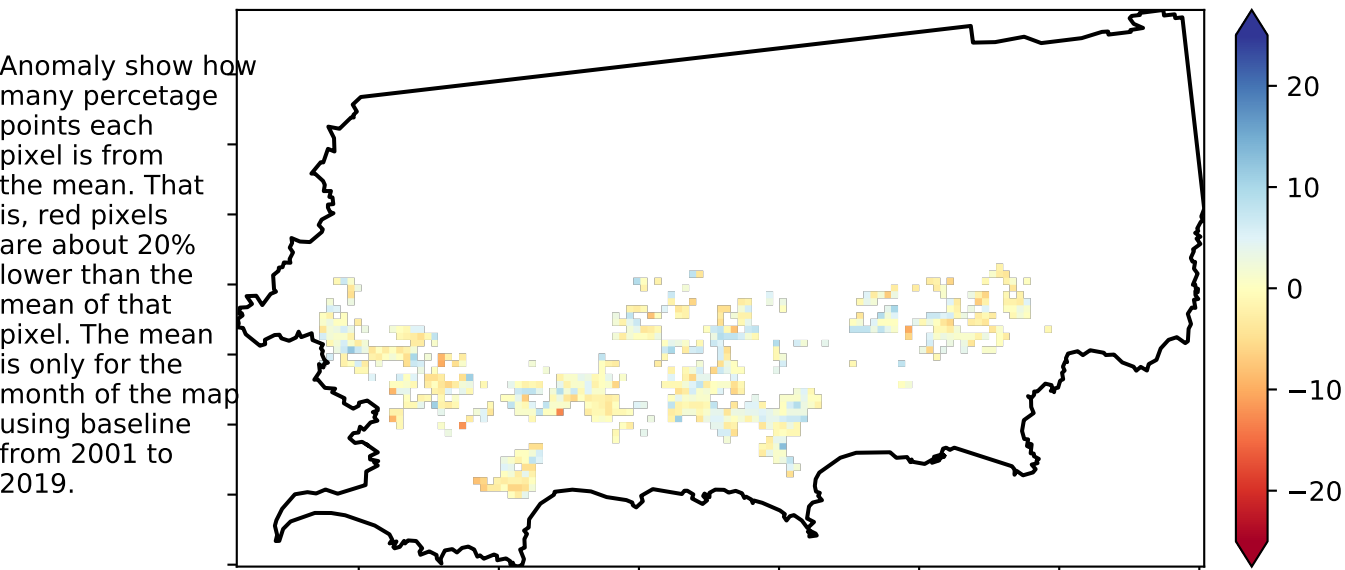 Anomaly show how
many percetage
points each
pixel is from
the mean. That
is, red pixels
are about 20%
lower than the
mean of that
pixel. The mean
is only for the
month of the map
using baseline
from 2001 to
2019.
20
10
0
−10
−20